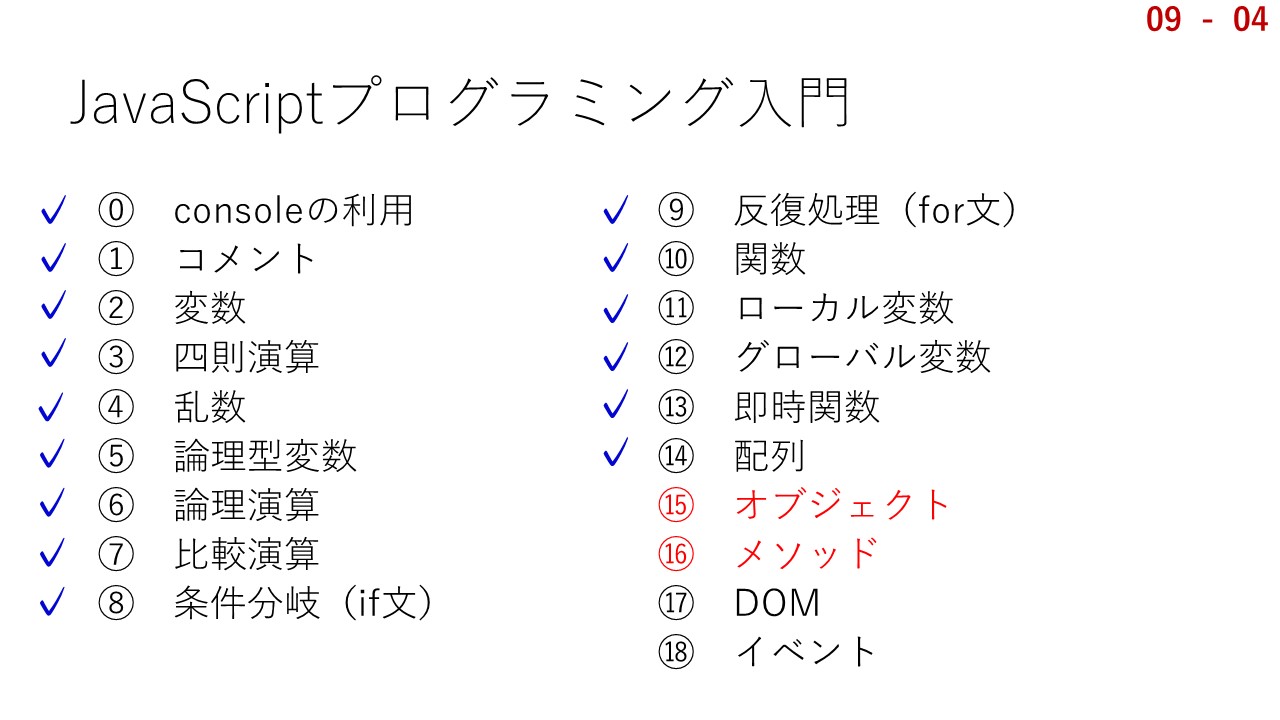 09 - 04
JavaScriptプログラミング入門
✓ ⓪ consoleの利用
✓ ① コメント
✓ ② 変数
✓ ③ 四則演算
✓ ④ 乱数
✓ ⑤ 論理型変数
✓ ⑥ 論理演算
✓ ⑦ 比較演算
✓ ⑧ 条件分岐（if文）
✓ ⑨ 反復処理（for文）
✓ ⑩ 関数
✓ ⑪ ローカル変数
✓ ⑫ グローバル変数
✓ ⑬ 即時関数
✓ ⑭ 配列
⑮ オブジェクト
⑯ メソッド
⑰ DOM
⑱ イベント